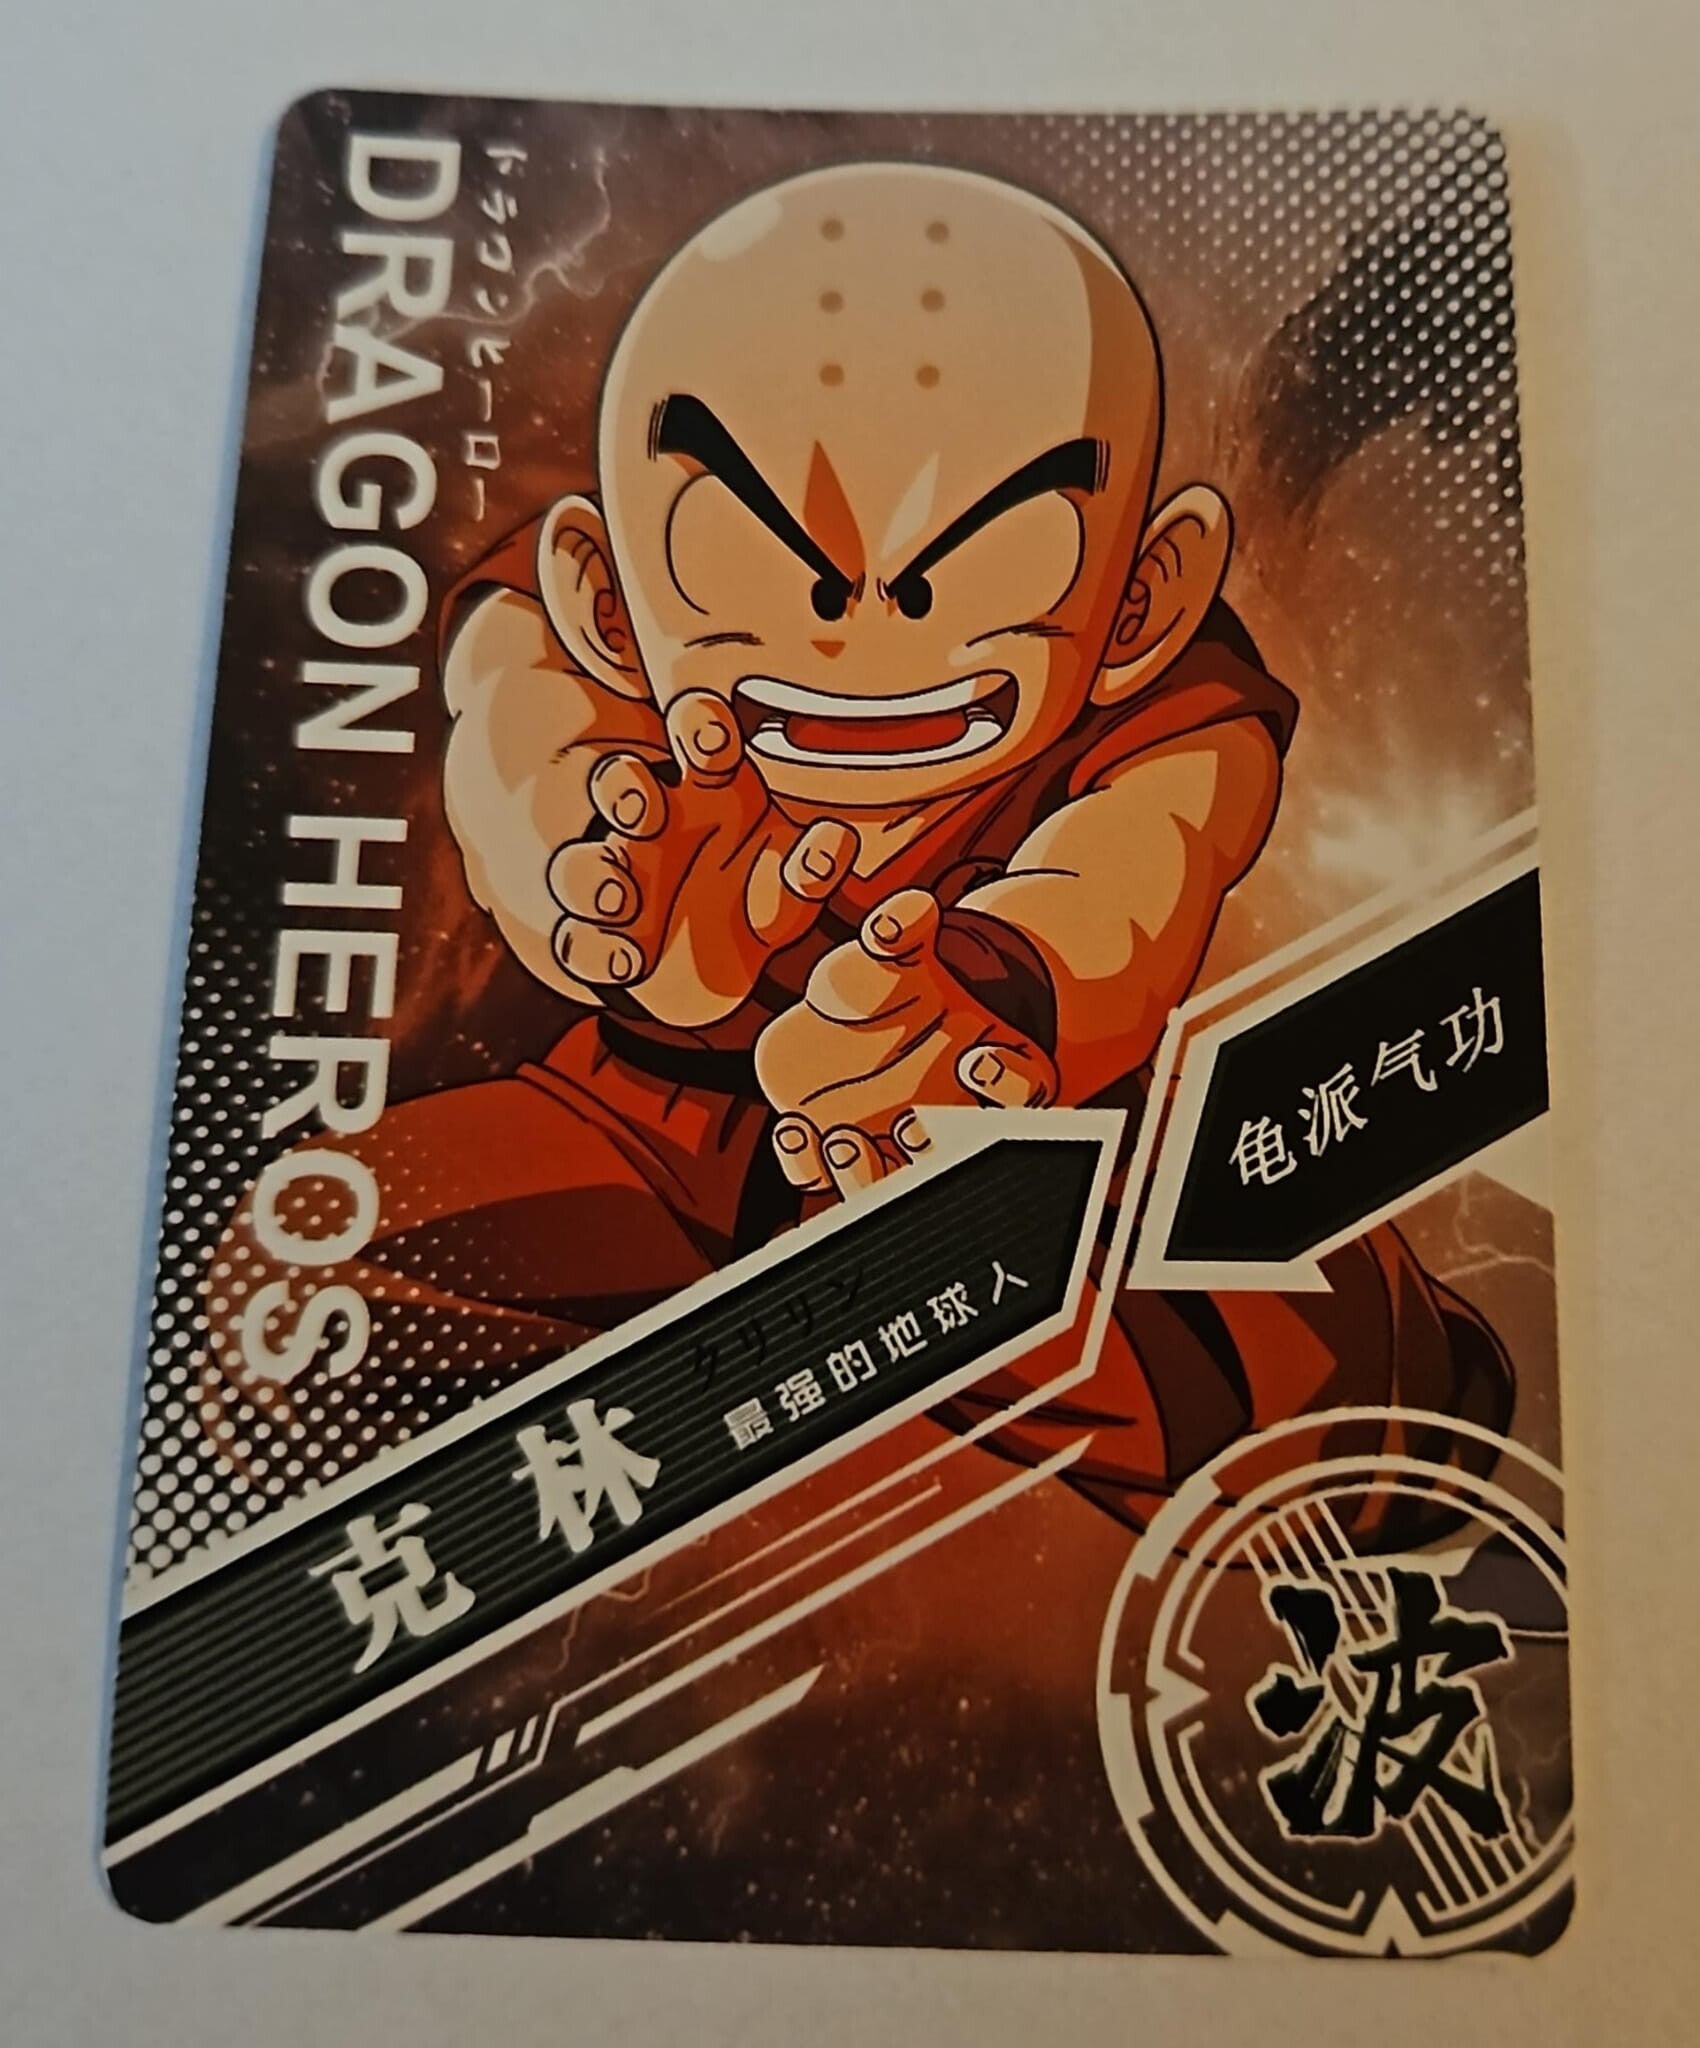 DRAGON HEROS
ドラゴンヒーロー
龟派气功
クリリン
克林
最强的地球人
波